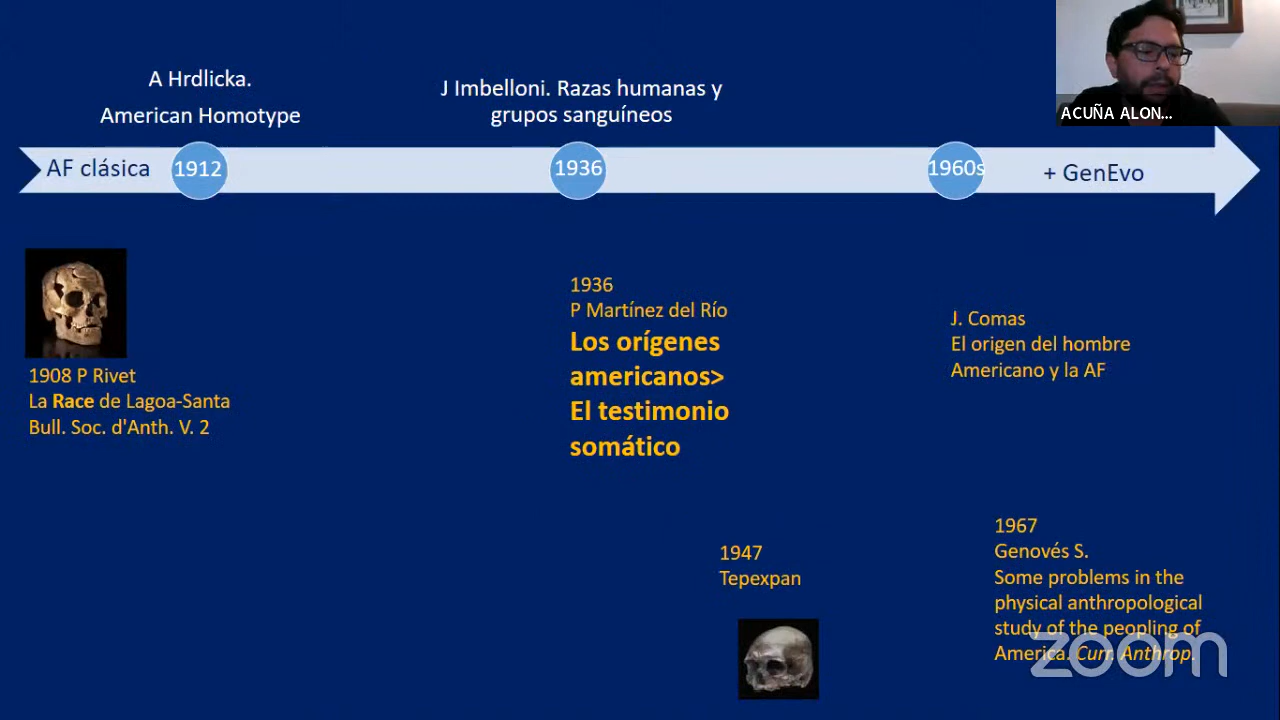 A Hrdlicka.
American Homotype
J Imbelloni. Razas humanas y
grupos sanguíneos
ACUÑA ALON...
AF clásica
1912
1936
1960s
+ GenEvo
1908 P Rivet
La Race de Lagoa-Santa
Bull. Soc. d'Anth. V. 2
1936
P Martínez del Río
Los orígenes
americanos>
El testimonio
somático
J. Comas
El origen del hombre
Americano y la AF
1947
Tepexpan
1967
Genovés S.
Some problems in the
physical anthropological
study of the peopling of
America. Curr. Anthrop.
zoom